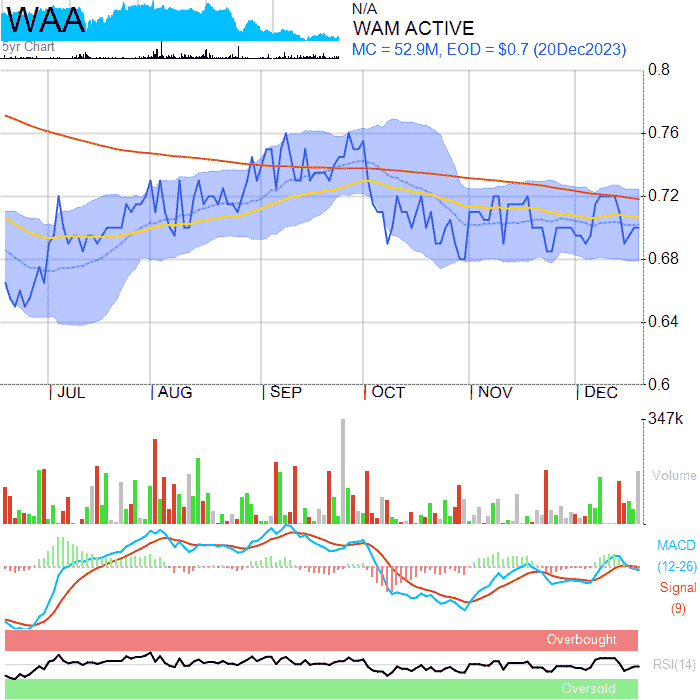 WAA
5yr Chart
N/A
WAM ACTIVE
MC = 52.9M, EOD = $0.7 (20Dec2023)
0.8
0.76
0.72
0.68
0.64
0.6
JUL AUG SEP OCT NOV DEC
347k
Volume
MACD
(12-26)
Signal
(9)
Overbought
RSI(14)
Oversold